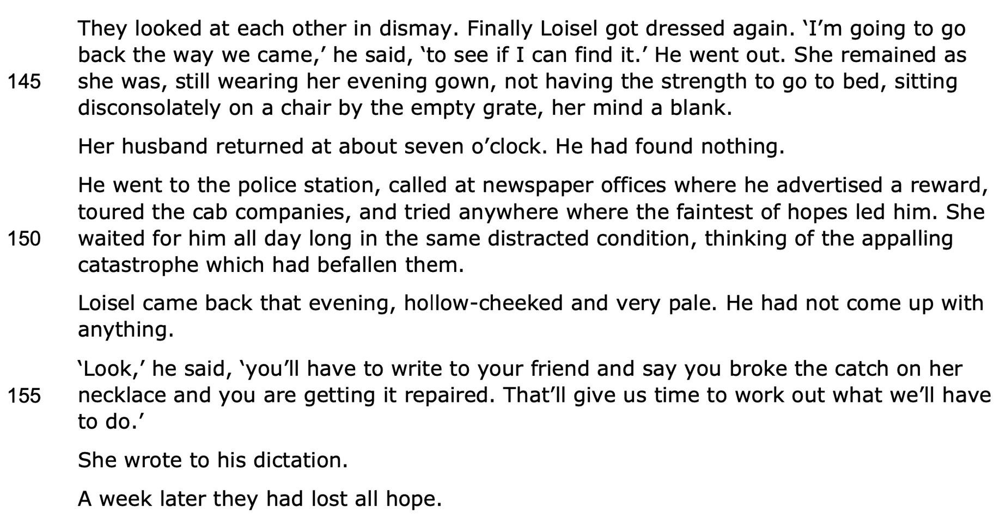 They looked at each other in dismay. Finally Loisel got dressed again. ‘I’m going to go
back the way we came,’ he said, ‘to see if I can find it.’ He went out. She remained as
145 she was, still wearing her evening gown, not having the strength to go to bed, sitting
disconsolately on a chair by the empty grate, her mind a blank.
Her husband returned at about seven o’clock. He had found nothing.
He went to the police station, called at newspaper offices where he advertised a reward,
toured the cab companies, and tried anywhere where the faintest of hopes led him. She
150 waited for him all day long in the same distracted condition, thinking of the appalling
catastrophe which had befallen them.
Loisel came back that evening, hollow-cheeked and very pale. He had not come up with
anything.
‘Look,’ he said, ‘you’ll have to write to your friend and say you broke the catch on her
155 necklace and you are getting it repaired. That’ll give us time to work out what we’ll have
to do.’
She wrote to his dictation.
A week later they had lost all hope.